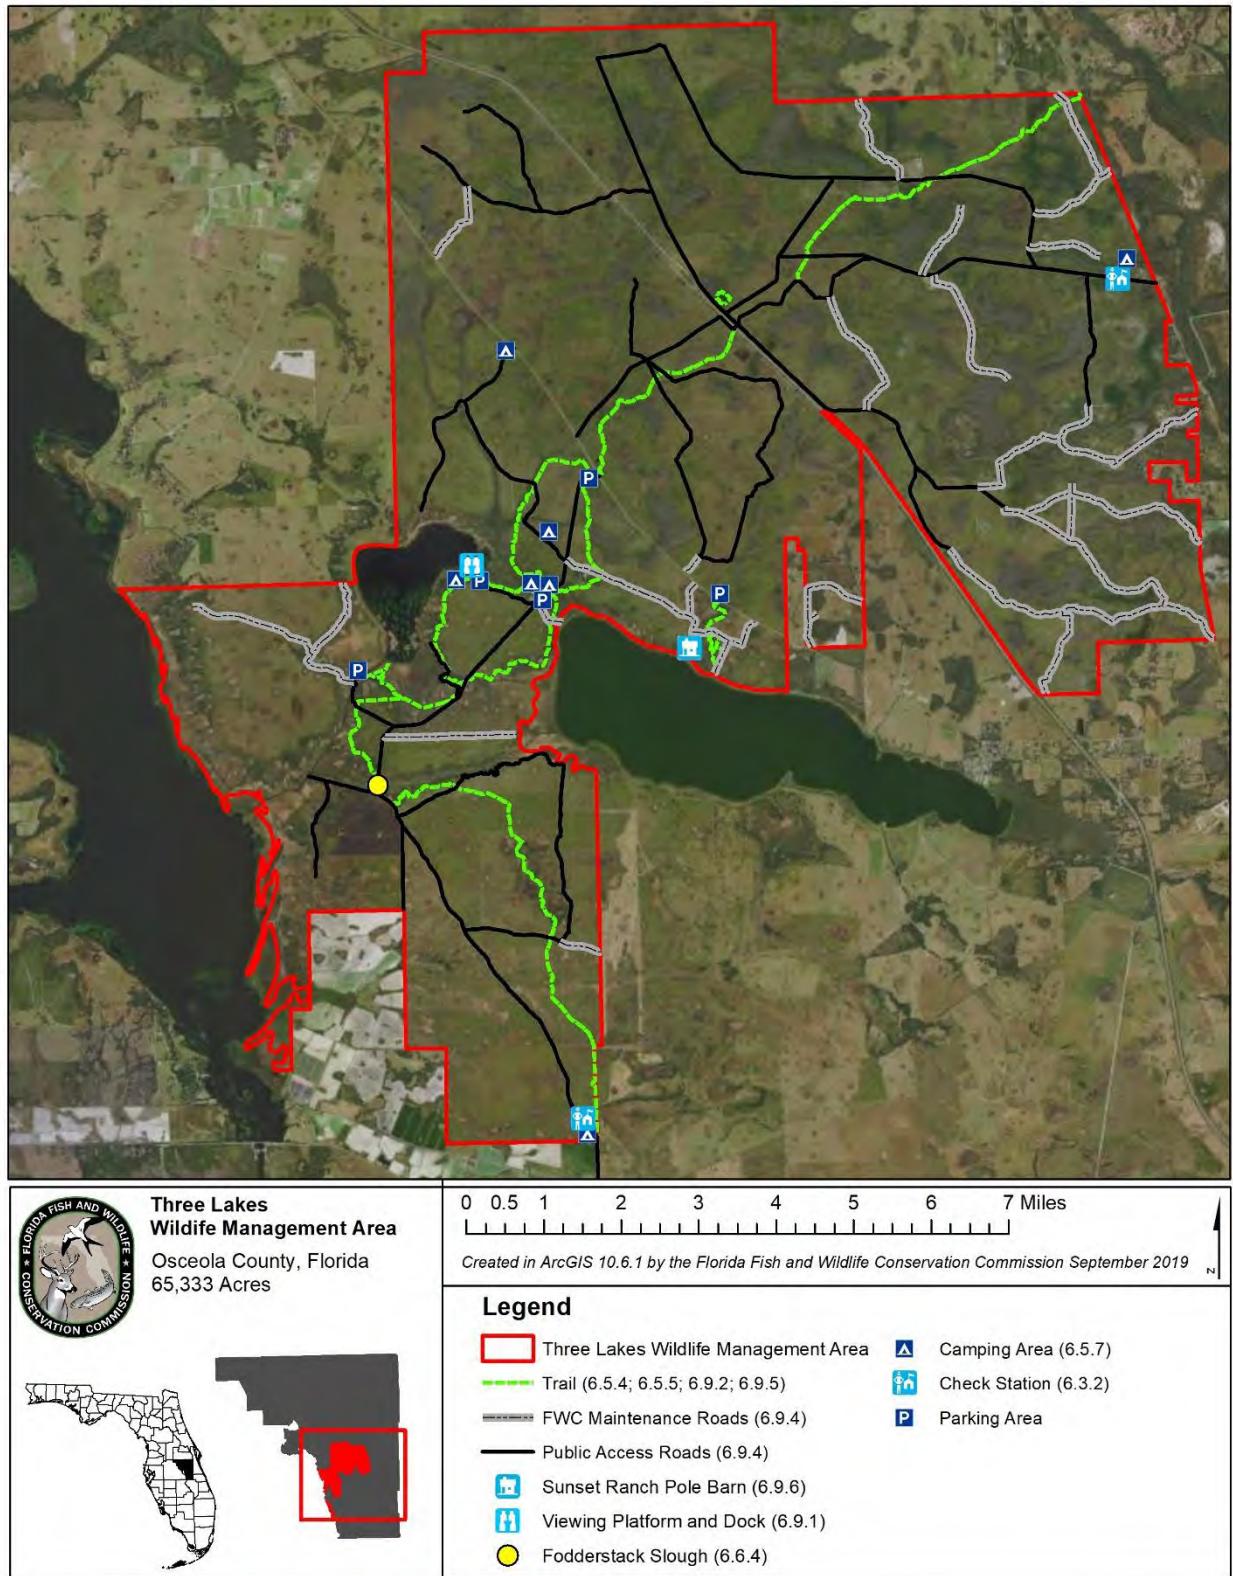 P
P
P
P
P
FLORIDA FISH AND WILDLIFE
CONSERVATION COMMISSION
Three Lakes
Wildife Management Area
Osceola County, Florida
65,333 Acres
0 0.5 1 2 3 4 5 6 7 Miles
Created in ArcGIS 10.6.1 by the Florida Fish and Wildlife Conservation Commission September 2019
N
Legend
Three Lakes Wildlife Management Area
Trail (6.5.4; 6.5.5; 6.9.2; 6.9.5)
FWC Maintenance Roads (6.9.4)
Public Access Roads (6.9.4)
Sunset Ranch Pole Barn (6.9.6)
Viewing Platform and Dock (6.9.1)
Fodderstack Slough (6.6.4)
Camping Area (6.5.7)
Check Station (6.3.2)
P Parking Area